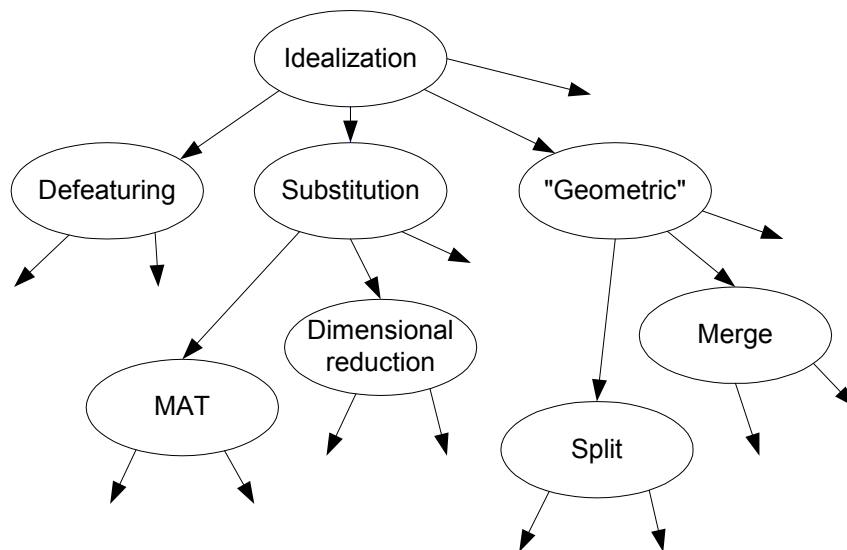 Idealization
Defeaturing
Substitution
"Geometric"
Dimensional
reduction
Merge
MAT
Split